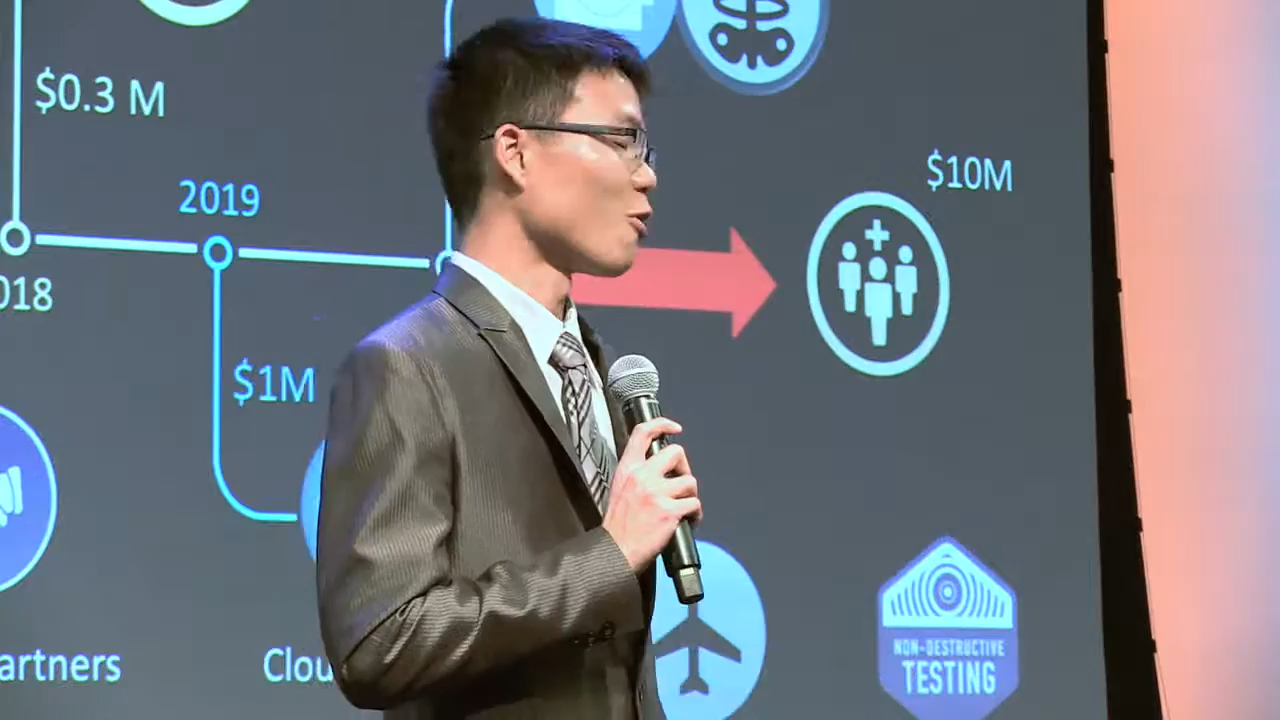 $0.3 M
$10M
2019
018
$1M
artners
Clou
NON-DESTRUCTIVE
TESTING